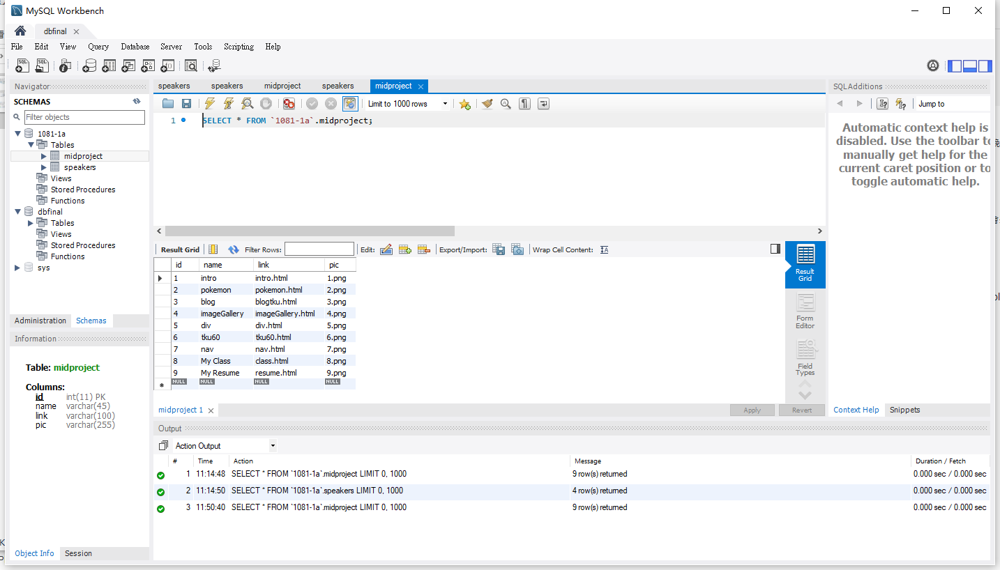 MySQL Workbench
dbfinal
File Edit View Query Database Server Tools Scripting Help
Navigator
SCHEMAS
Filter objects
1081-1a
Tables
midproject
speakers
Views
Stored Procedures
Functions
dbfinal
Tables
Views
Stored Procedures
Functions
sys
Administration Schemas
Information
Table: midproject
Columns:
id int(11) PK
name varchar(45)
link varchar(100)
pic varchar(255)
Object Info Session
speakers speakers midproject speakers midproject
Limit to 1000 rows
1 SELECT * FROM `1081-1a`.midproject;
Result Grid Filter Rows: Edit: Export/Import: Wrap Cell Content:
id name link pic
1 intro intro.html 1.png
2 pokemon pokemon.html 2.png
3 blog blogtku.html 3.png
4 imageGallery imageGallery.html 4.png
5 div div.html 5.png
6 tku60 tku60.html 6.png
7 nav nav.html 7.png
8 My Class class.html 8.png
9 My Resume resume.html 9.png
NULL NULL NULL NULL
Result
Grid
Form
Editor
Field
Types
midproject 1 Apply Revert
SQLAdditions
Jump to
Automatic context help is
disabled. Use the toolbar to
manually get help for the
current caret position or to
toggle automatic help.
Context Help Snippets
Output
Action Output
# Time Action Message Duration / Fetch
1 11:14:48 SELECT * FROM `1081-1a`.midproject LIMIT 0, 1000 9 row(s) returned 0.000 sec / 0.000 sec
2 11:14:50 SELECT * FROM `1081-1a`.speakers LIMIT 0, 1000 4 row(s) returned 0.000 sec / 0.000 sec
3 11:50:40 SELECT * FROM `1081-1a`.midproject LIMIT 0, 1000 9 row(s) returned 0.000 sec / 0.000 sec